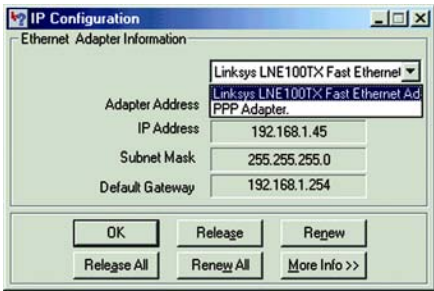 IP Configuration
Ethernet Adapter Information
Linksys LNE100TX Fast Ethernet
Linksys LNE100TX Fast Ethernet Ad
PPP Adapter.
Adapter Address
IP Address 192.168.1.45
Subnet Mask 255.255.255.0
Default Gateway 192.168.1.254
OK Release Renew
Release All Renew All More Info >>